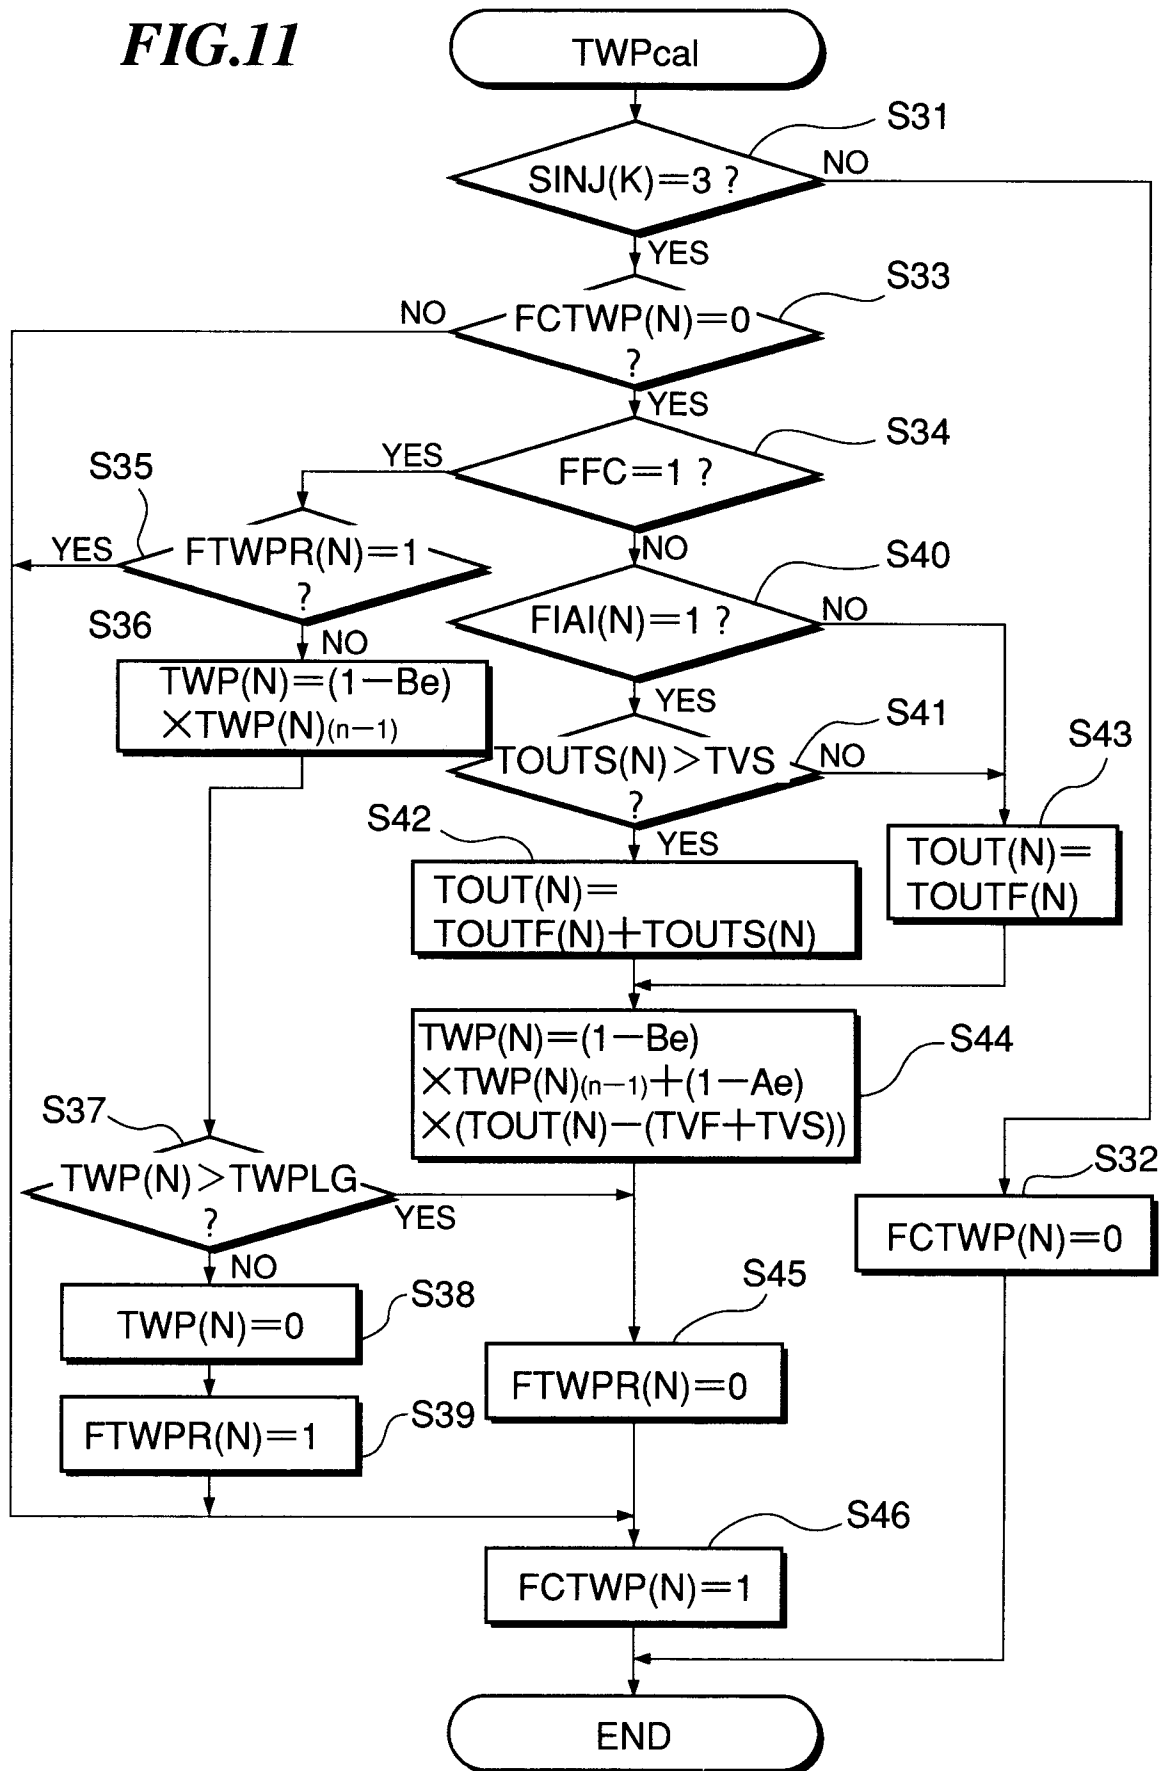 FIG.11
TWPcal
S31
SINJ(K)=3 ?
NO
YES
S33
NO
FCTWP(N)=0
?
YES
S34
YES
FFC=1 ?
S35
NO
S40
YES
FTWPR(N)=1
?
FIAI(N)=1 ?
NO
S36
NO
YES
TWP(N)=(1-Be)
×TWP(N)(n-1)
S41
TOUTS(N)>TVS
?
NO
S43
S42
YES
TOUT(N)=
TOUTF(N)
TOUT(N)=
TOUTF(N)+TOUTS(N)
S44
TWP(N)=(1-Be)
×TWP(N)(n-1)+(1-Ae)
×(TOUT(N)-(TVF+TVS))
S37
TWP(N)>TWPLG
?
YES
S32
FCTWP(N)=0
NO
S38
TWP(N)=0
S45
FTWPR(N)=0
S39
FTWPR(N)=1
S46
FCTWP(N)=1
END